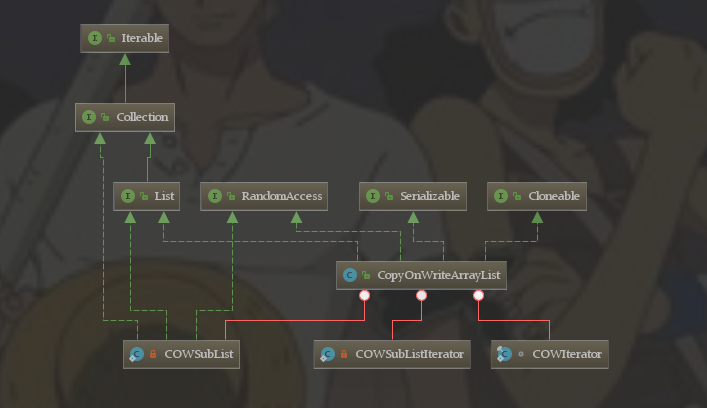 Iterable
Collection
List RandomAccess Serializable Cloneable
CopyOnWriteArrayList
COWSubList COWSubListIterator COWIterator